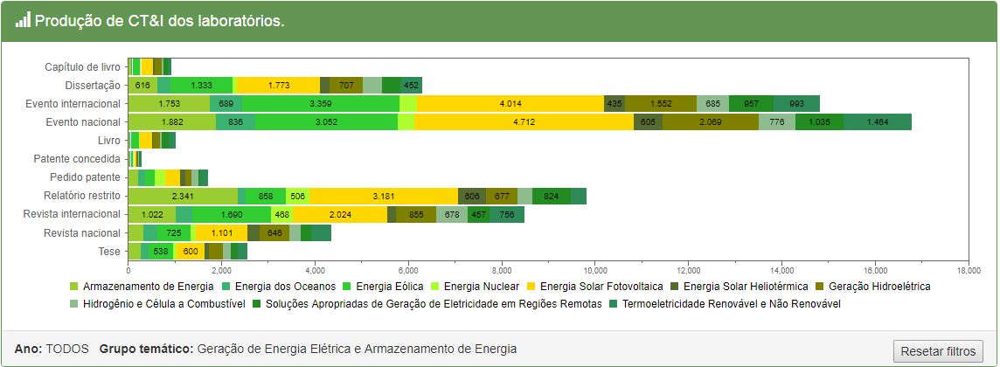 Produção de CT&I dos laboratórios.
Capítulo de livro
Dissertação 616 1.333 1.773 707 452
Evento internacional 1.753 689 3.359 4.014 435 1.552 685 957 993
Evento nacional 1.882 836 3.052 4.712 605 2.069 776 1.035 1.464
Livro
Patente concedida
Pedido patente
Relatório restrito 2.341 858 506 3.181 606 677 824
Revista internacional 1.022 1.690 468 2.024 855 678 457 756
Revista nacional 725 1.101 646
Tese 538 600
0 2,000 4,000 6,000 8,000 10,000 12,000 14,000 16,000 18,000
Armazenamento de Energia Energia dos Oceanos Energia Eólica Energia Nuclear Energia Solar Fotovoltaica Energia Solar Heliotérmica Geração Hidroelétrica
Hidrogênio e Célula a Combustível Soluções Apropriadas de Geração de Eletricidade em Regiões Remotas Termoeletricidade Renovável e Não Renovável
Ano: TODOS Grupo temático: Geração de Energia Elétrica e Armazenamento de Energia Resetar filtros